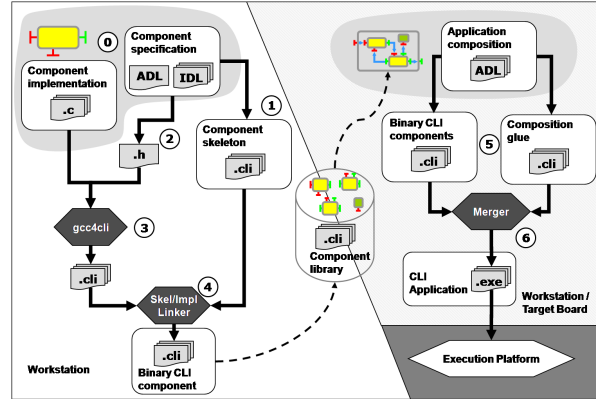 0
Component
specification
ADL
IDL
Component
implementation
.c
1
2
.h
Component
skeleton
.cli
gcc4cli
3
.cli
4
Skel/Impl
Linker
.cli
Binary CLI
component
Workstation
.cli
Component
library
Application
composition
ADL
Binary CLI
components
.cli
5
Composition
glue
.cli
Merger
6
CLI
Application
.exe
Workstation /
Target Board
Execution Platform